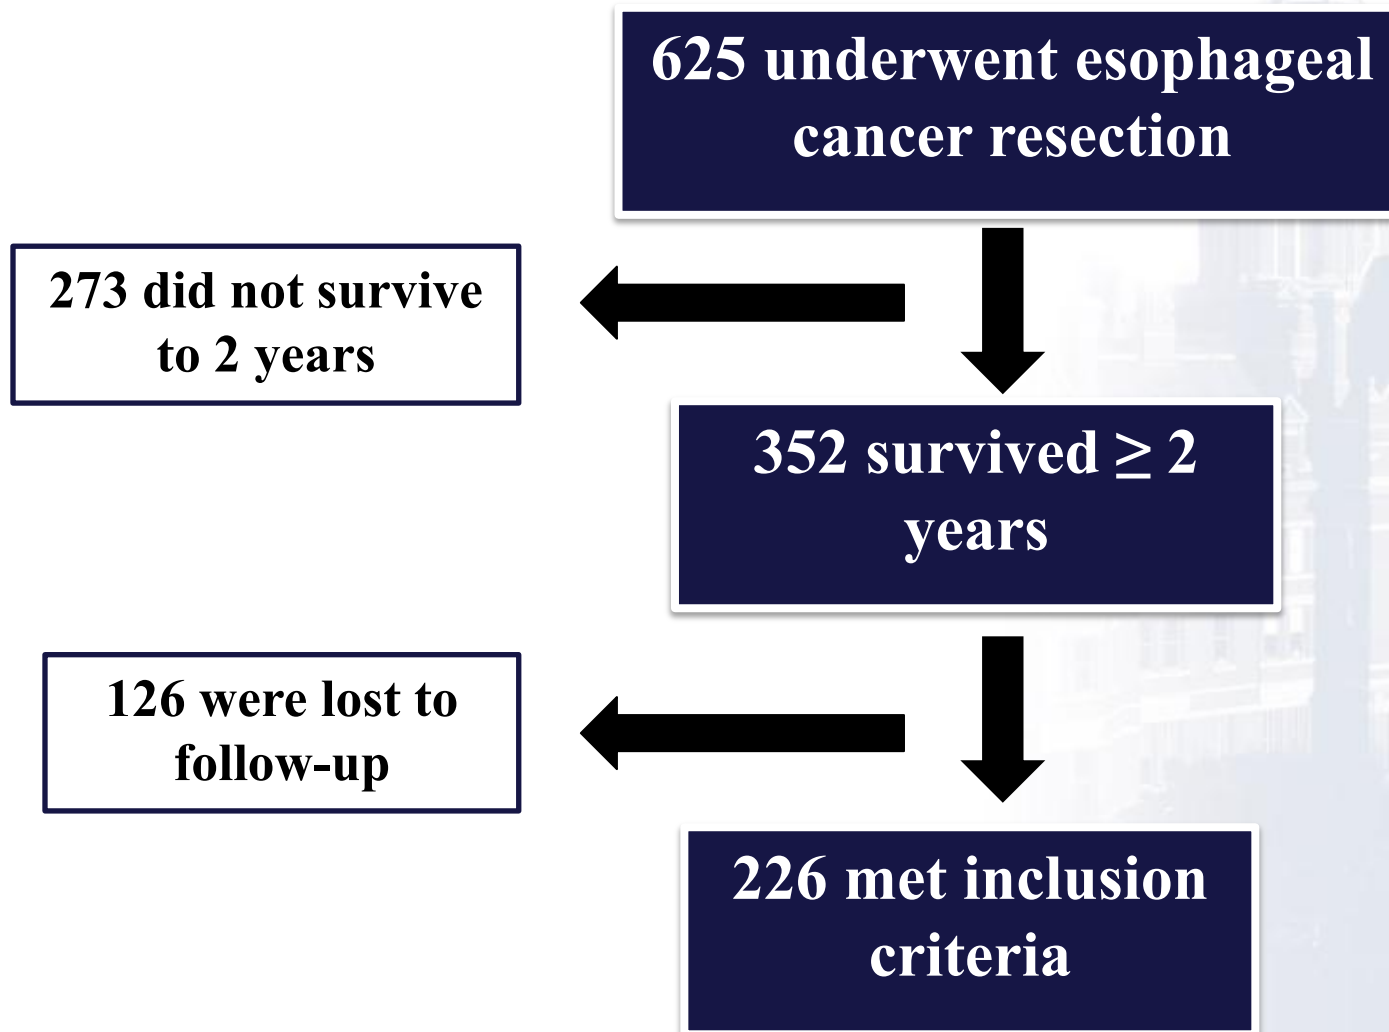 625 underwent esophageal
cancer resection
273 did not survive
to 2 years
352 survived ≥ 2
years
126 were lost to
follow-up
226 met inclusion
criteria